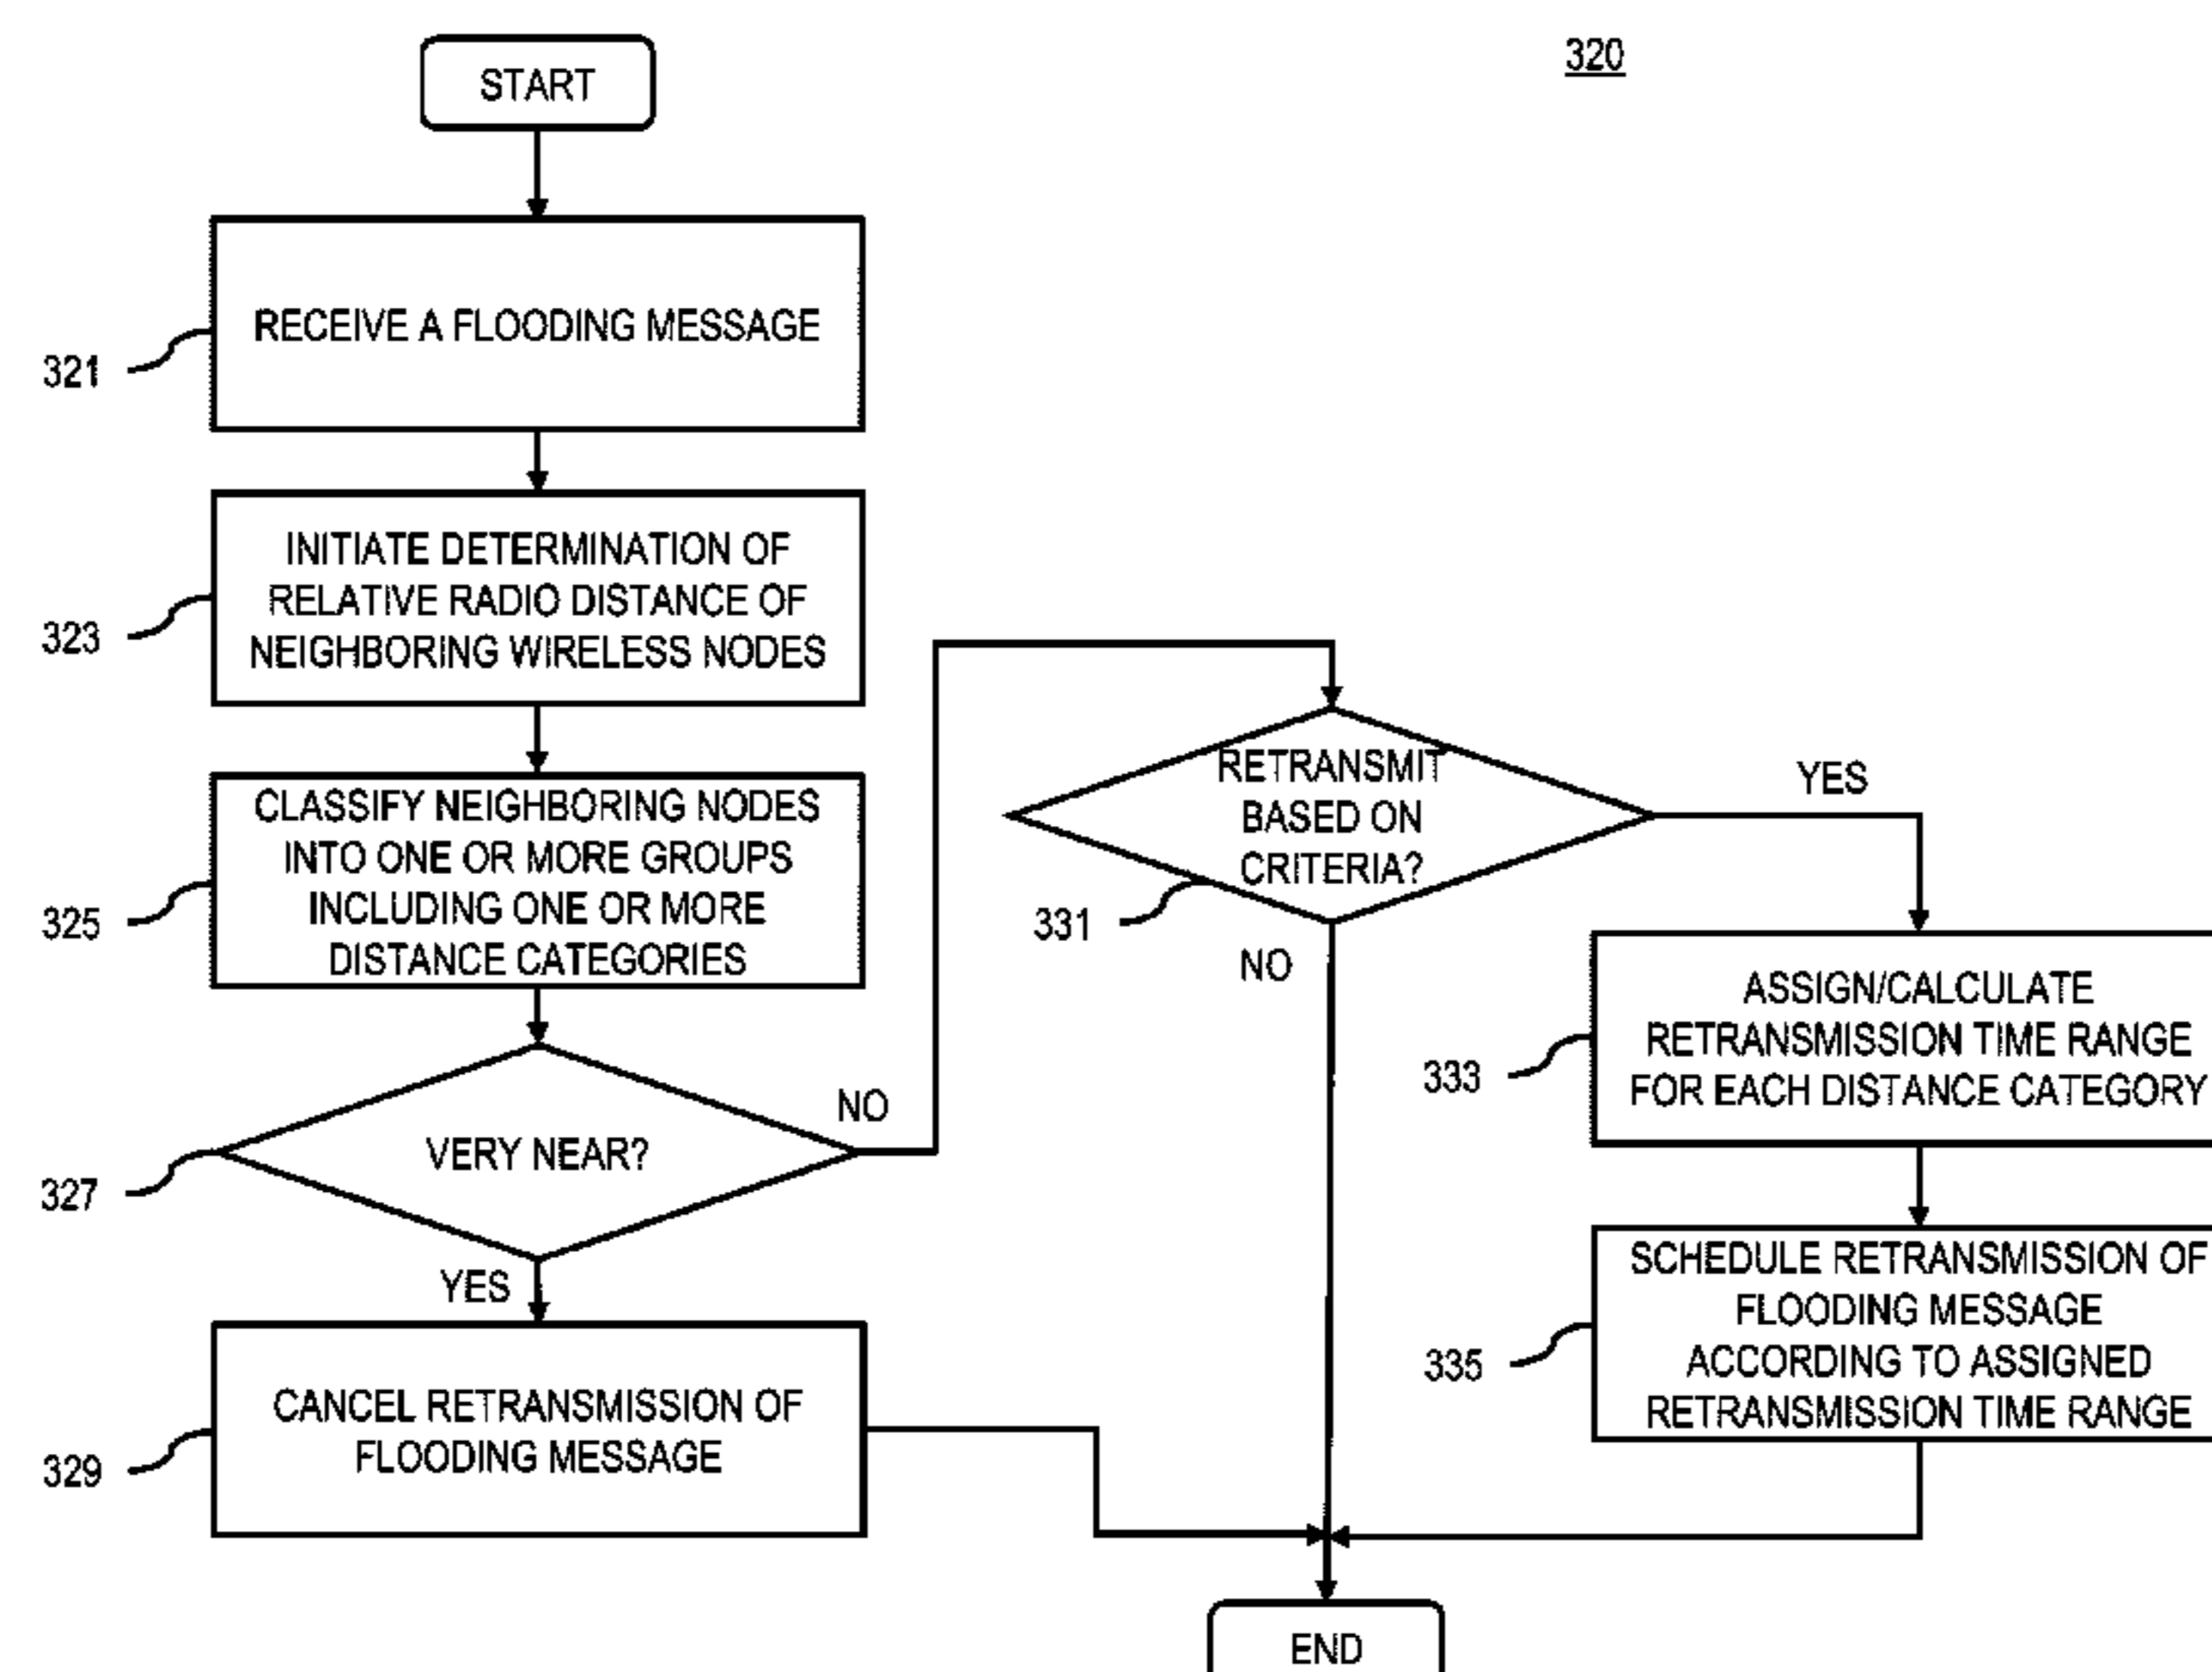 320
START
RECEIVE A FLOODING MESSAGE
321
INITIATE DETERMINATION OF
RELATIVE RADIO DISTANCE OF
NEIGHBORING WIRELESS NODES
323
CLASSIFY NEIGHBORING NODES
INTO ONE OR MORE GROUPS
INCLUDING ONE OR MORE
DISTANCE CATEGORIES
325
VERY NEAR?
327
NO
YES
CANCEL RETRANSMISSION OF
FLOODING MESSAGE
329
RETRANSMIT
BASED ON
CRITERIA?
331
YES
NO
ASSIGN/CALCULATE
RETRANSMISSION TIME RANGE
FOR EACH DISTANCE CATEGORY
333
SCHEDULE RETRANSMISSION OF
FLOODING MESSAGE
ACCORDING TO ASSIGNED
RETRANSMISSION TIME RANGE
335
END